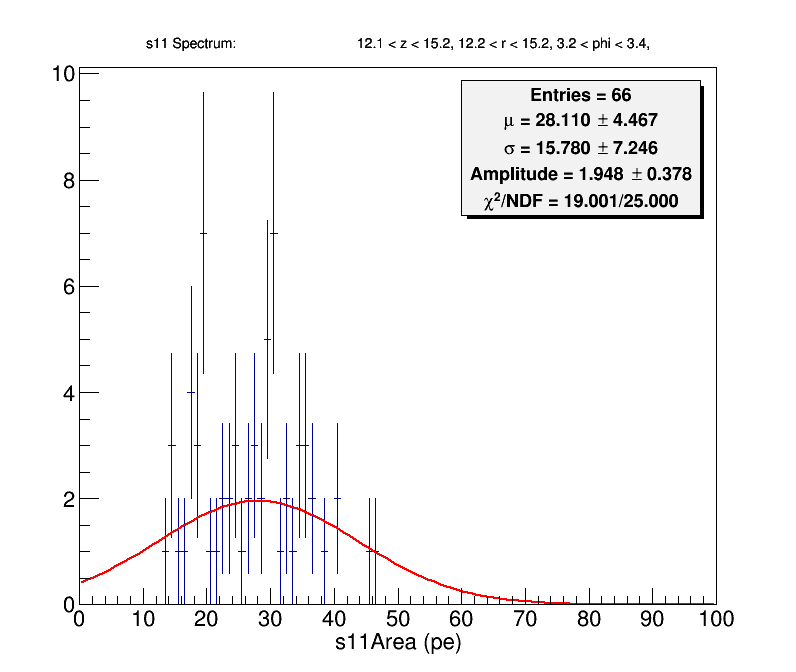 s11 Spectrum: 12.1 < z < 15.2, 12.2 < r < 15.2, 3.2 < phi < 3.4,
Entries = 66
μ = 28.110 ± 4.467
σ = 15.780 ± 7.246
Amplitude = 1.948 ± 0.378
χ²/NDF = 19.001/25.000
10
8
6
4
2
0
0 10 20 30 40 50 60 70 80 90 100
s11Area (pe)